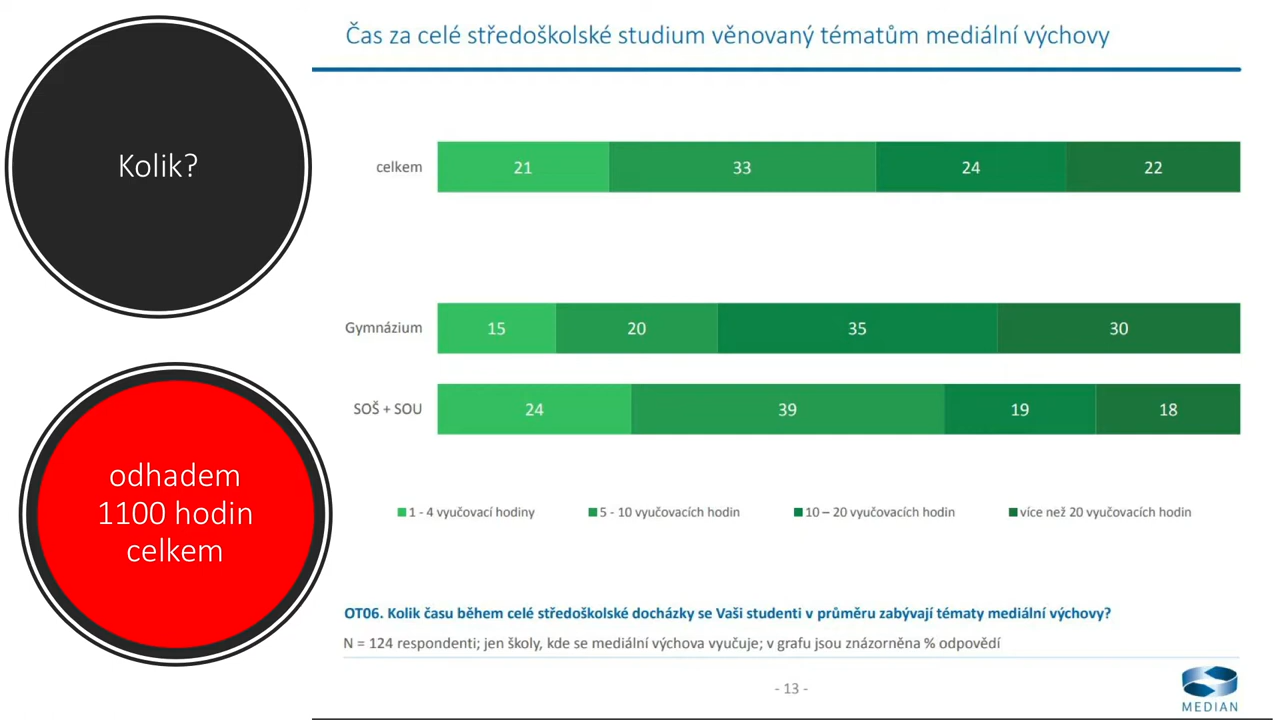 Kolik?
odhadem
1100 hodin
celkem
Čas za celé středoškolské studium věnovaný tématům mediální výchovy
celkem 21 33 24 22
Gymnázium 15 20 35 30
SOŠ + SOU 24 39 19 18
1 - 4 vyučovací hodiny 5 - 10 vyučovacích hodin 10 – 20 vyučovacích hodin více než 20 vyučovacích hodin
OT06. Kolik času během celé středoškolské docházky se Vaši studenti v průměru zabývají tématy mediální výchovy?
N = 124 respondenti; jen školy, kde se mediální výchova vyučuje; v grafu jsou znázorněna % odpovědí
- 13 -
MEDIAN